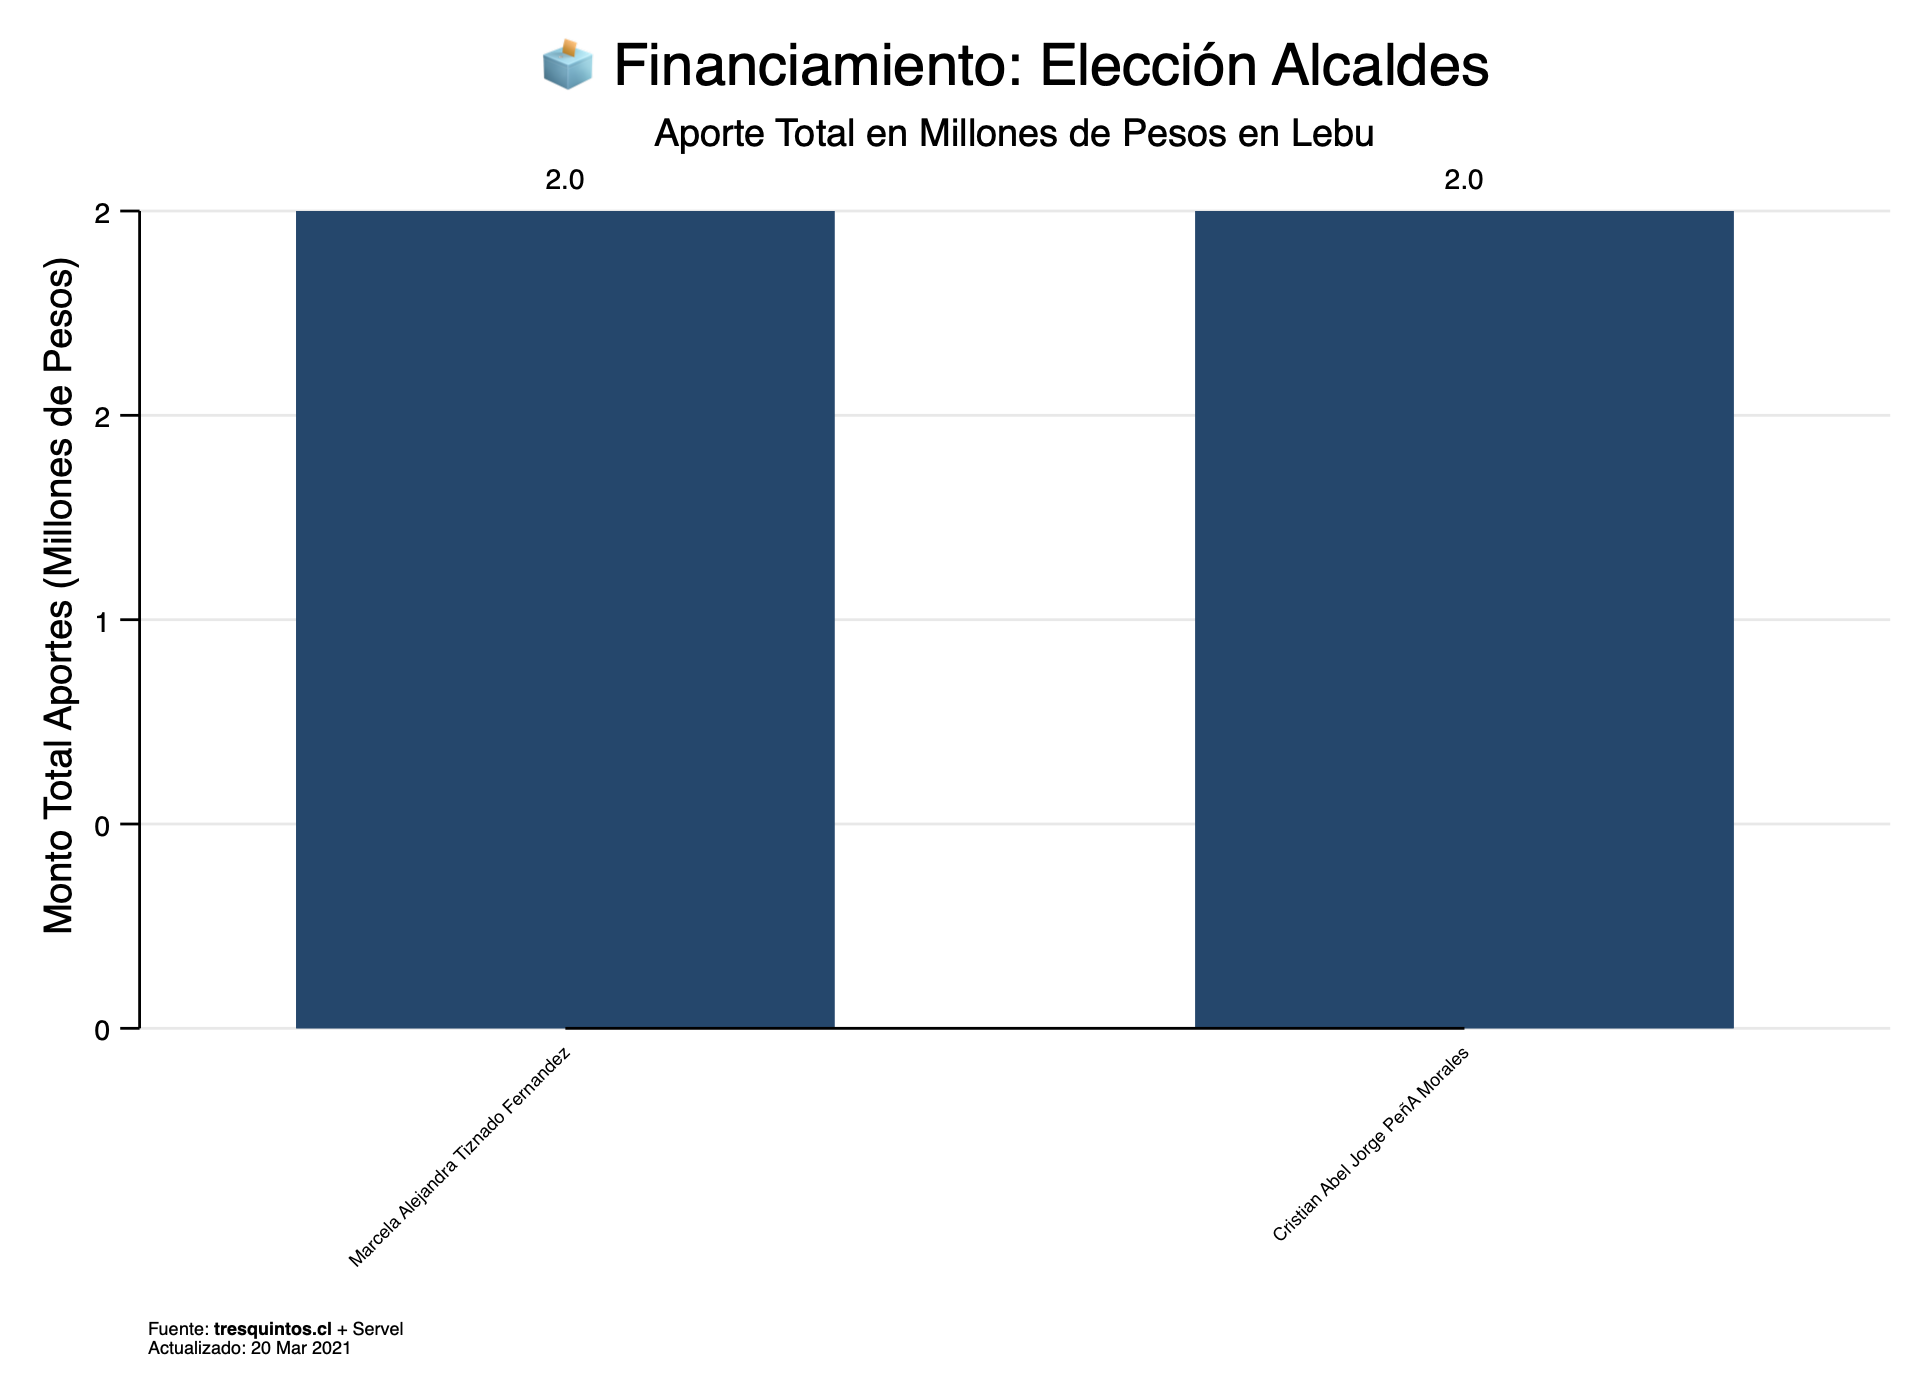 Financiamiento: Elección Alcaldes
Aporte Total en Millones de Pesos en Lebu
2.0
2.0
Monto Total Aportes (Millones de Pesos)
2
2
1
0
0
Marcela Alejandra Tiznado Fernandez
Cristian Abel Jorge PeñA Morales
Fuente: tresquintos.cl + Servel
Actualizado: 20 Mar 2021